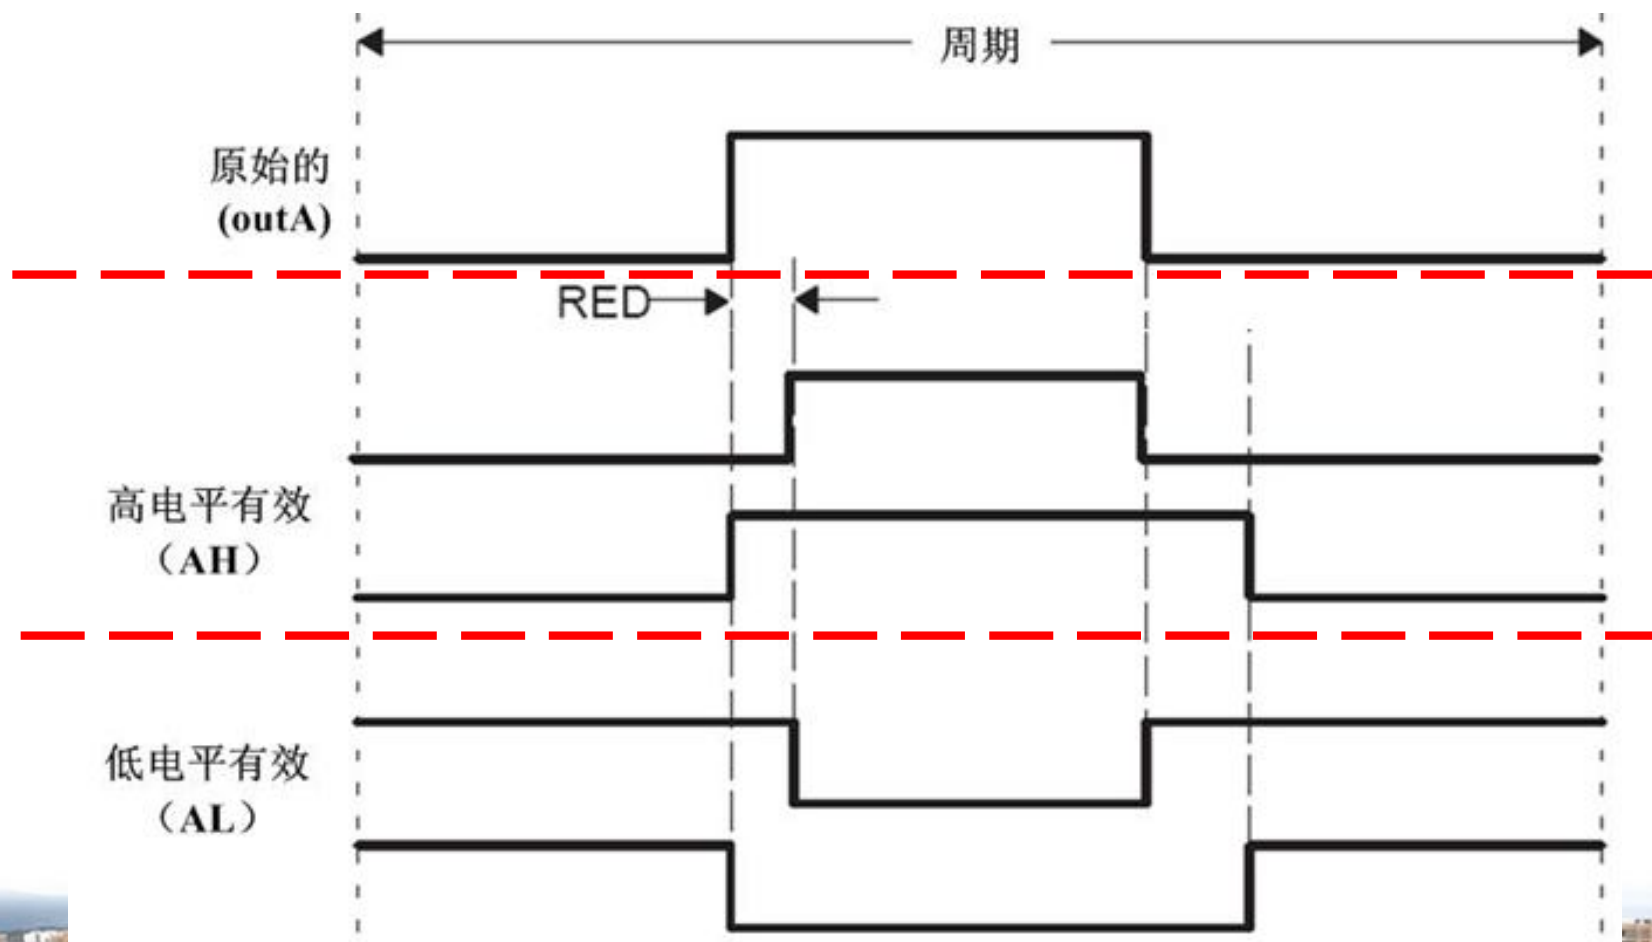 周期
原始的
(outA)
RED
高电平有效
（AH）
低电平有效
（AL）